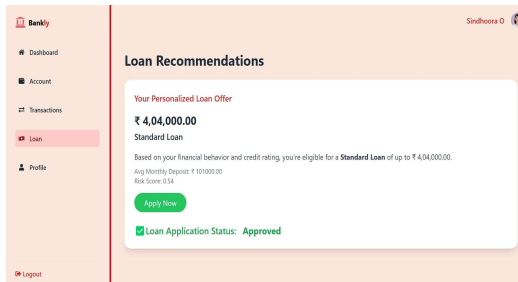 Bankly
Sindhoora O
Dashboard
Account
Transactions
Loan
Profile
Logout
Loan Recommendations
Your Personalized Loan Offer
₹ 4,04,000.00
Standard Loan
Based on your financial behavior and credit rating, you're eligible for a Standard Loan of up to ₹ 4,04,000.00.
Avg Monthly Deposit: ₹ 101000.00
Risk Score: 0.54
Apply Now
Loan Application Status: Approved